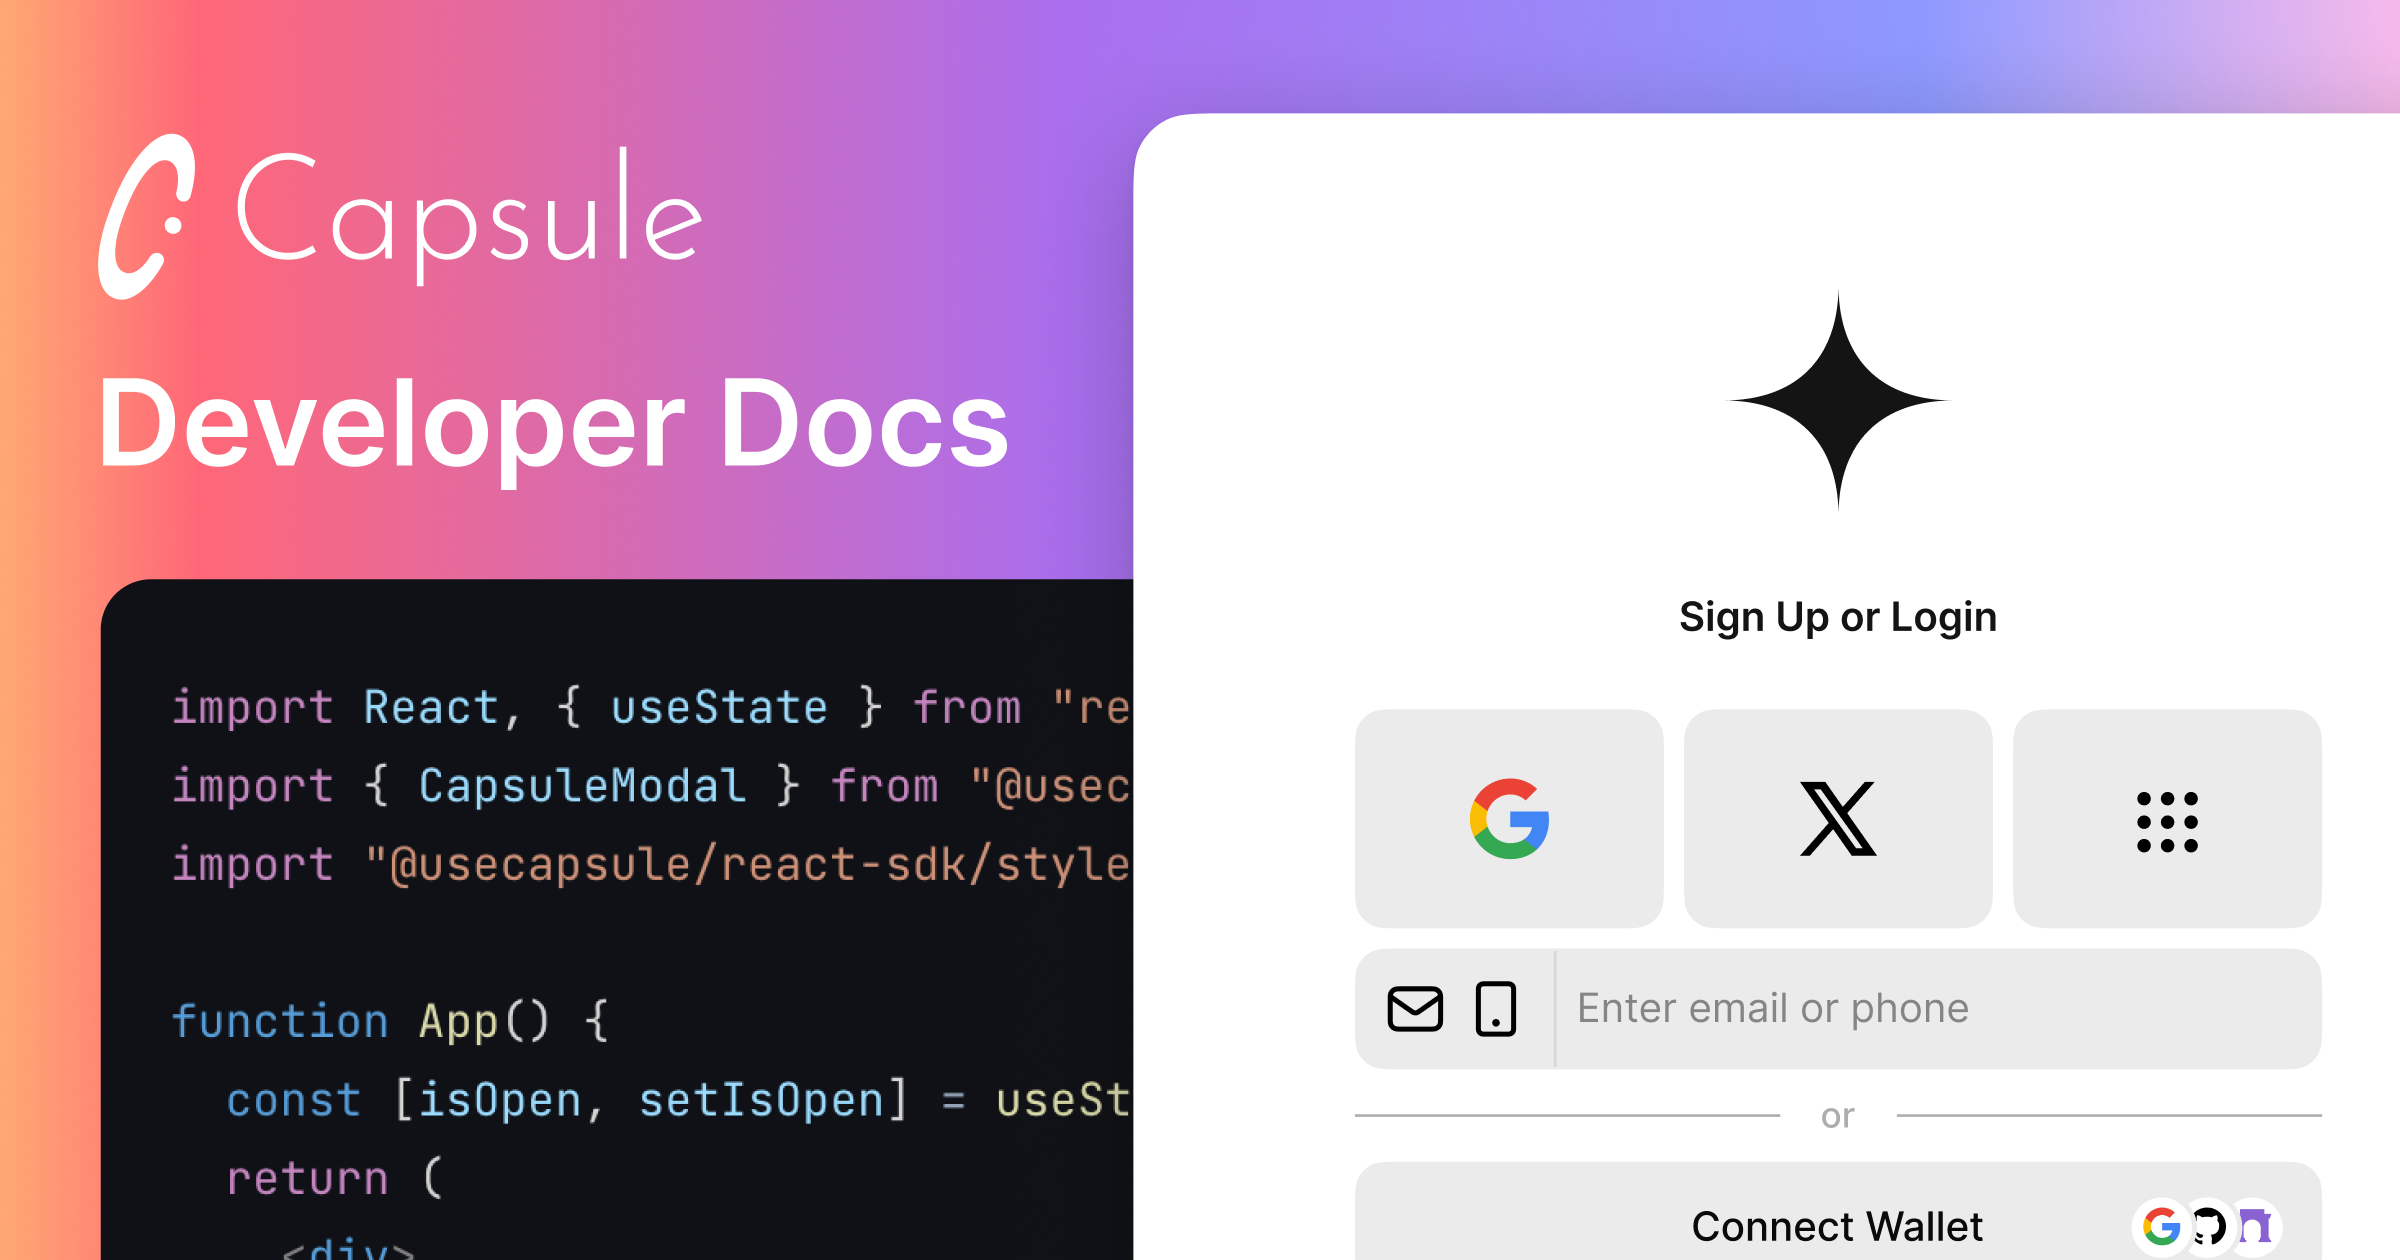 Capsule
Developer Docs
import React, { useState } from "re
import { CapsuleModal } from "@usec
import "@usecapsule/react-sdk/style
function App() {
const [isOpen, setIsOpen] = useSt
return (
<div>
Sign Up or Login
Enter email or phone
or
Connect Wallet